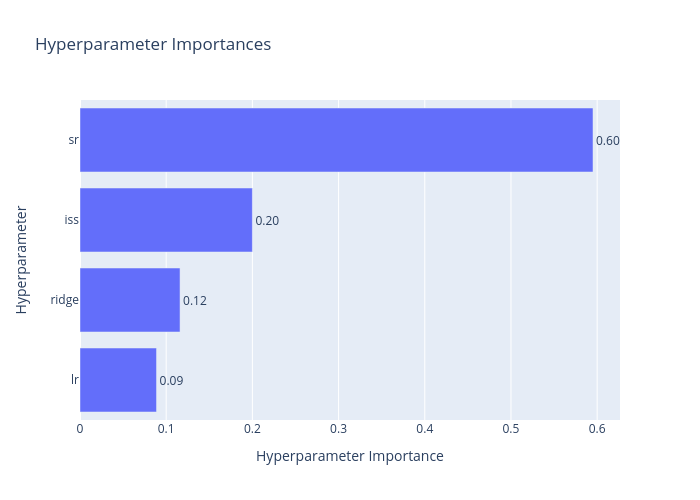 Hyperparameter Importances
sr
0.60
iss
0.20
ridge
0.12
lr
0.09
0 0.1 0.2 0.3 0.4 0.5 0.6
Hyperparameter Importance
Hyperparameter